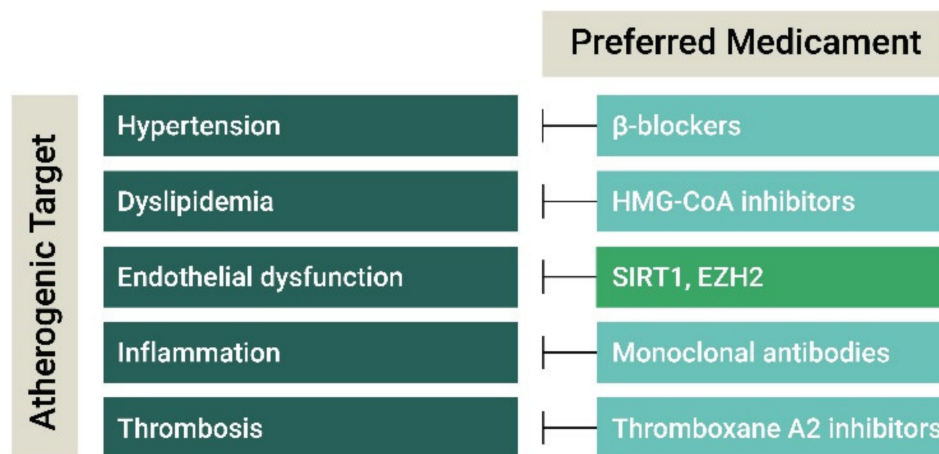 Preferred Medicament
Atherogenic Target
Hypertension
β-blockers
Dyslipidemia
HMG-CoA inhibitors
Endothelial dysfunction
SIRT1, EZH2
Inflammation
Monoclonal antibodies
Thrombosis
Thromboxane A2 inhibitors